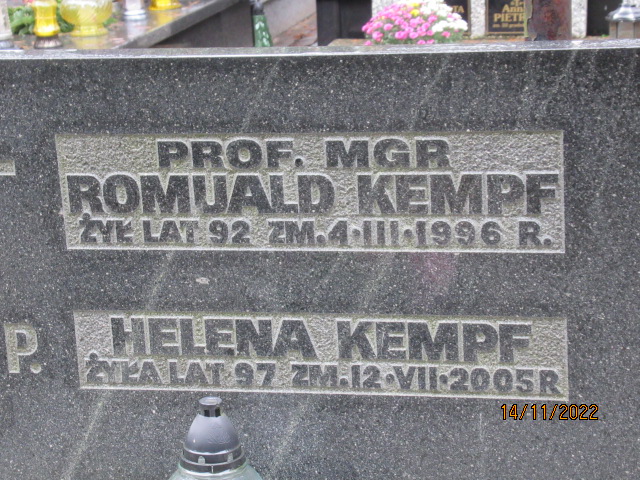 PROF. MGR
ROMUALD KEMPF
ŻYŁ LAT 92 ZM. 4·III·1996 R.
P.
HELENA KEMPF
ŻYŁA LAT 97 ZM. 12·VII·2005 R
14/11/2022